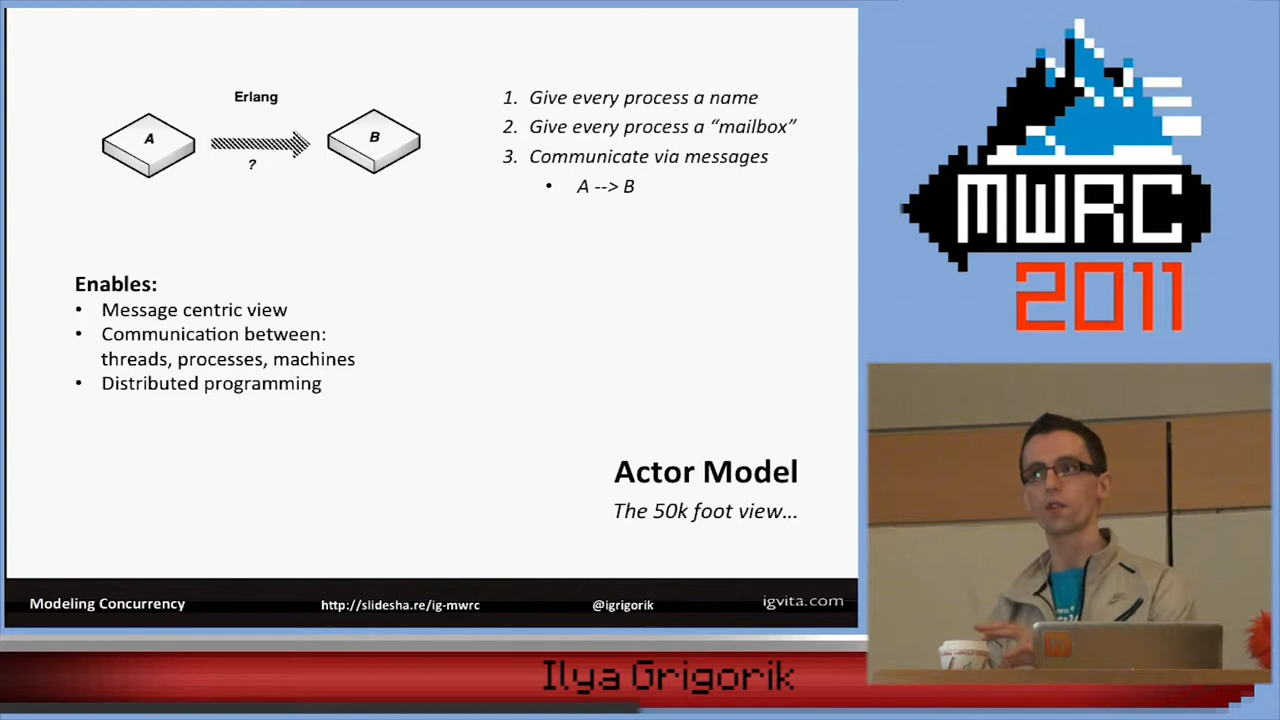 Erlang
A
B
?
1. Give every process a name
2. Give every process a “mailbox”
3. Communicate via messages
• A --> B
Enables:
• Message centric view
• Communication between:
threads, processes, machines
• Distributed programming
Actor Model
The 50k foot view...
Modeling Concurrency
http://slidesha.re/ig-mwrc
@igrigorik
igvita.com
MWRC
2011
Ilya Grigorik